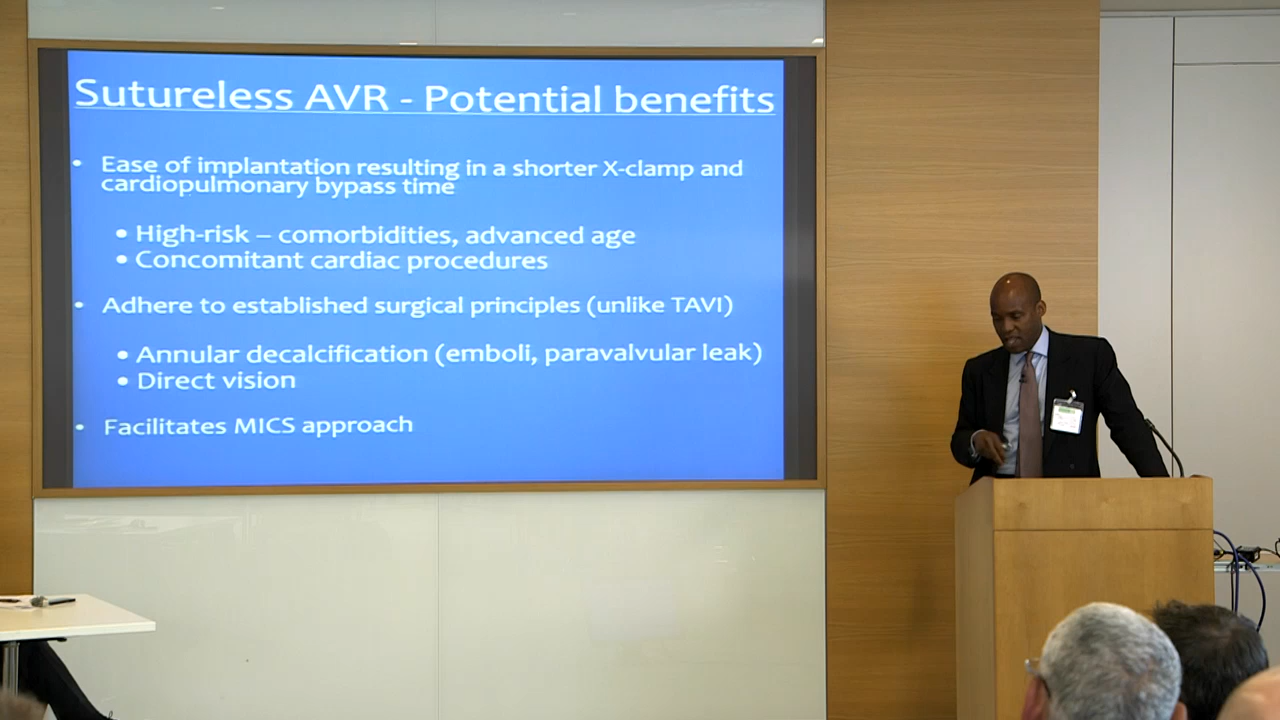 Sutureless AVR - Potential benefits
• Ease of implantation resulting in a shorter X-clamp and
cardiopulmonary bypass time
• High-risk – comorbidities, advanced age
• Concomitant cardiac procedures
• Adhere to established surgical principles (unlike TAVI)
• Annular decalcification (emboli, paravalvular leak)
• Direct vision
• Facilitates MICS approach